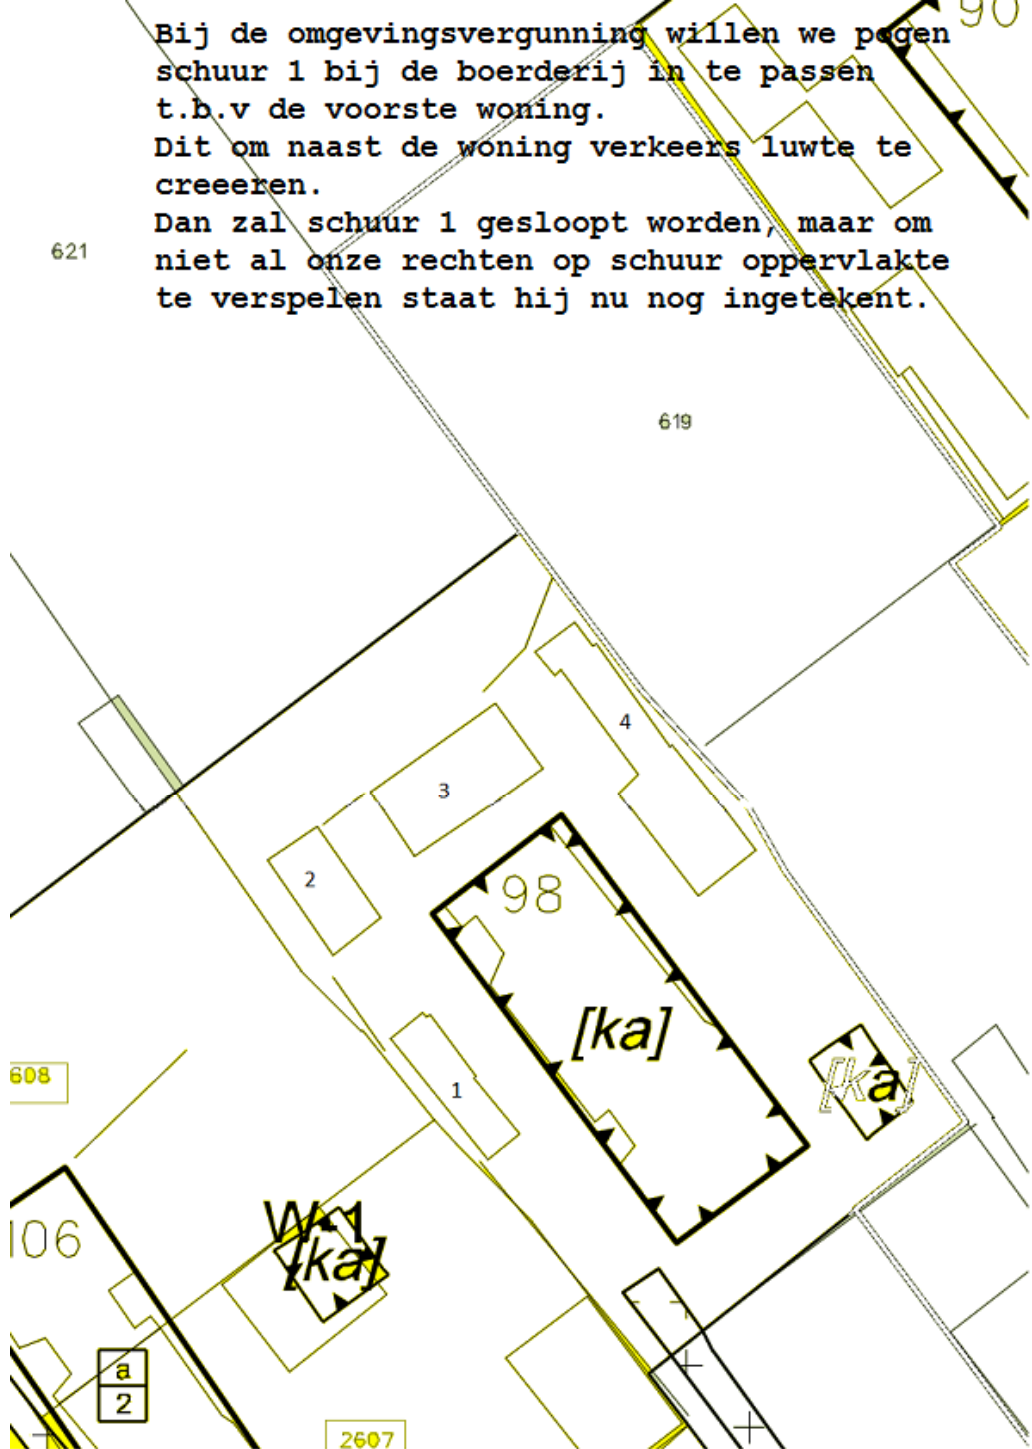 Bij de omgevingsvergunning willen we pogen
schuur 1 bij de boerderij in te passen
t.b.v de voorste woning.
Dit om naast de woning verkeers luwte te
creeeren.
Dan zal schuur 1 gesloopt worden, maar om
niet al onze rechten op schuur oppervlakte
te verspelen staat hij nu nog ingetekent.
90
621
619
4
3
2
98
[ka]
[ka]
608
1
106
W-1
[ka]
a
2
2607